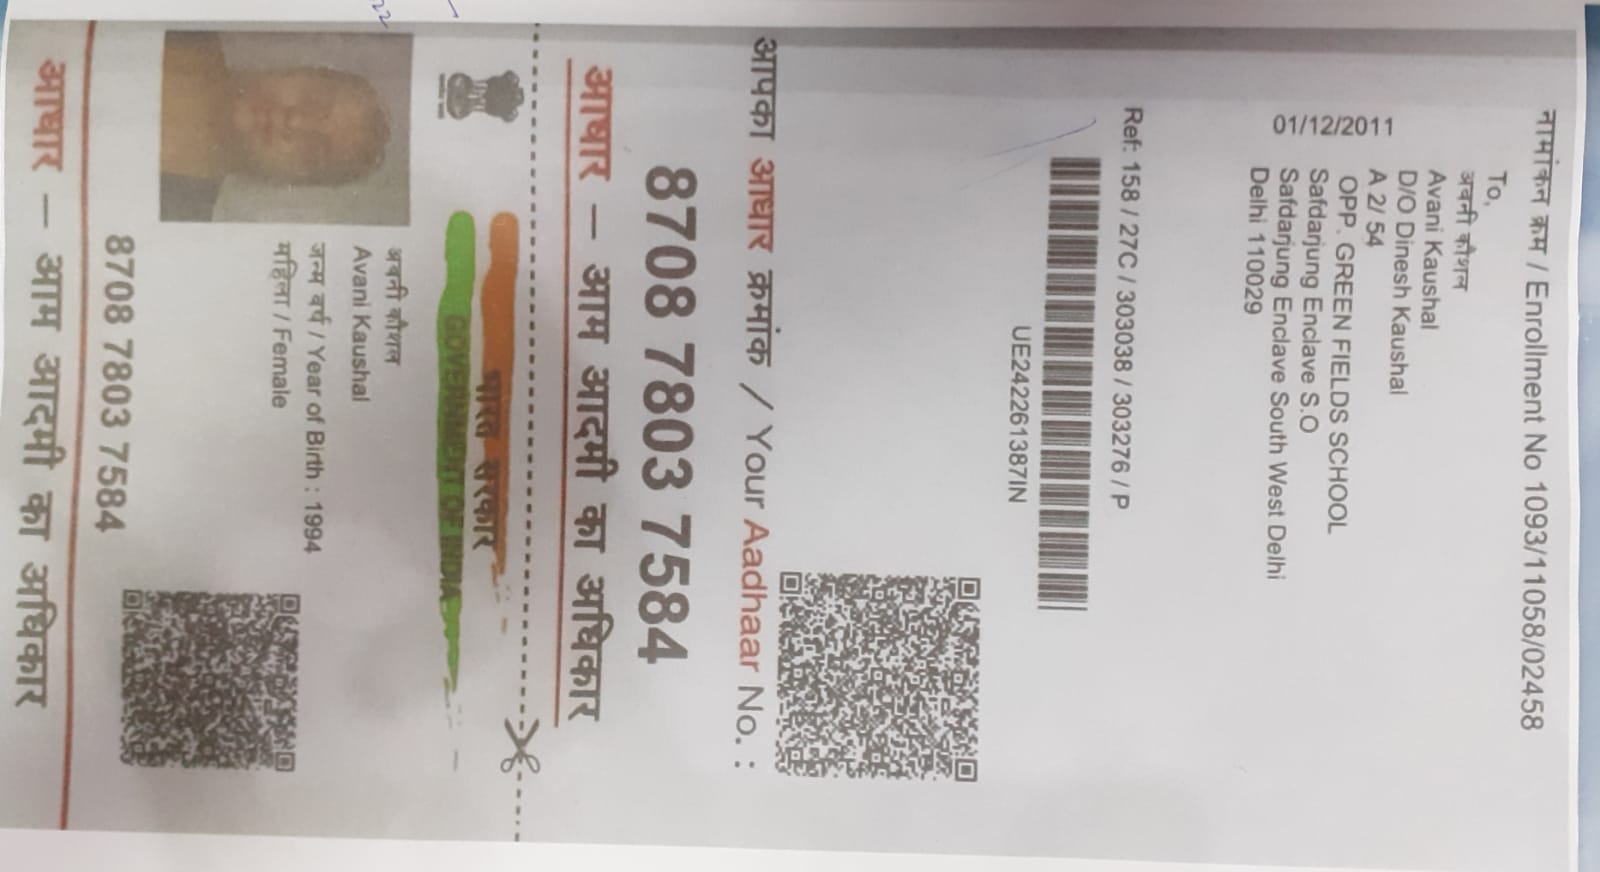 नामांकन क्रम / Enrollment No 1093/11058/02458
To,
अवनी कौशल
Avani Kaushal
D/O Dinesh Kaushal
A 2/ 54
OPP. GREEN FIELDS SCHOOL
Safdarjung Enclave S.O
Safdarjung Enclave South West Delhi
Delhi 110029
01/12/2011
Ref: 158 / 27C / 303038 / 303276 / P
UE242261387IN
आपका आधार क्रमांक / Your Aadhaar No. :
8708 7803 7584
आधार – आम आदमी का अधिकार
भारत सरकार
GOVERNMENT OF INDIA
अवनी कौशल
Avani Kaushal
जन्म वर्ष / Year of Birth : 1994
महिला / Female
8708 7803 7584
आधार – आम आदमी का अधिकार